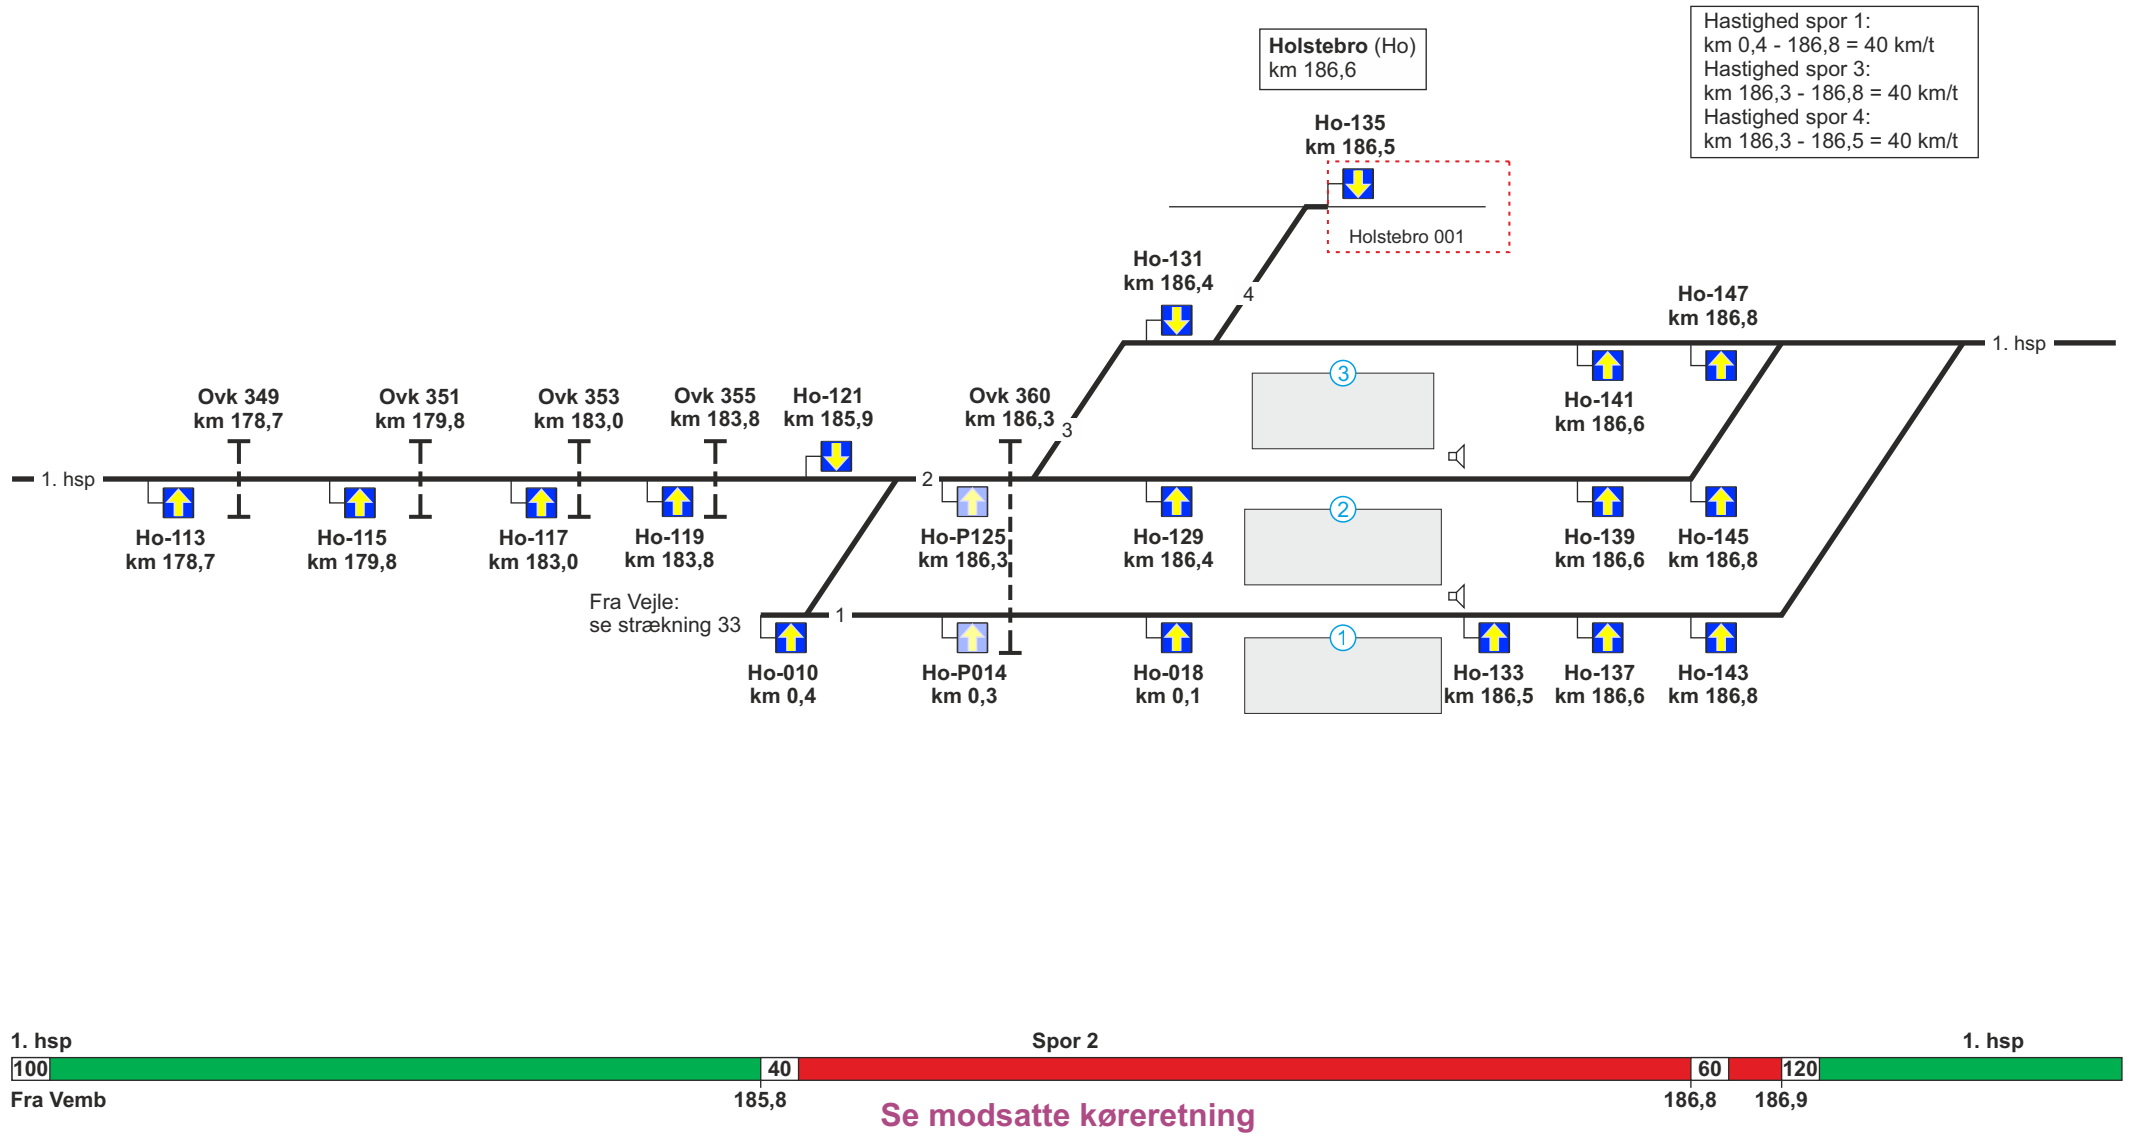 Hastighed spor 1:
km 0,4 - 186,8 = 40 km/t
Hastighed spor 3:
km 186,3 - 186,8 = 40 km/t
Hastighed spor 4:
km 186,3 - 186,5 = 40 km/t
Holstebro (Ho)
km 186,6
Ho-135
km 186,5
Holstebro 001
Ho-131
km 186,4
4
Ho-147
km 186,8
1. hsp
3
Ho-141
km 186,6
Ovk 349
km 178,7
Ovk 351
km 179,8
Ovk 353
km 183,0
Ovk 355
km 183,8
Ho-121
km 185,9
Ovk 360
km 186,3
3
1. hsp
2
2
Ho-113
km 178,7
Ho-115
km 179,8
Ho-117
km 183,0
Ho-119
km 183,8
Ho-P125
km 186,3
Ho-129
km 186,4
Ho-139
km 186,6
Ho-145
km 186,8
Fra Vejle:
se strækning 33
1
1
Ho-010
km 0,4
Ho-P014
km 0,3
Ho-018
km 0,1
Ho-133
km 186,5
Ho-137
km 186,6
Ho-143
km 186,8
1. hsp
Spor 2
1. hsp
100
40
60
120
Fra Vemb
185,8
186,8
186,9
Se modsatte køreretning